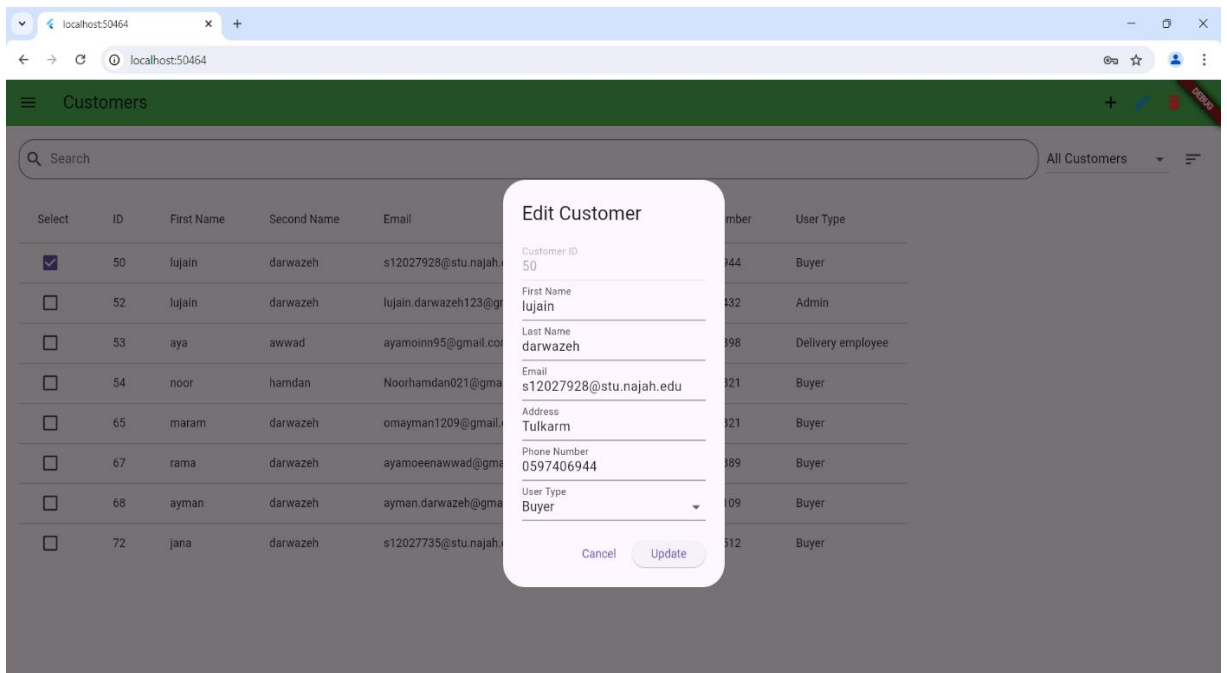 localhost:50464
localhost:50464
Customers
DEBUG
Search
All Customers
Select ID First Name Second Name Email mber User Type
50 lujain darwazeh s12027928@stu.najah. 944 Buyer
52 lujain darwazeh lujain.darwazeh123@gr 432 Admin
53 aya awwad ayamoinn95@gmail.co 398 Delivery employee
54 noor hamdan Noorhamdan021@gma 321 Buyer
65 maram darwazeh omayman1209@gmail. 321 Buyer
67 rama darwazeh ayamoeenawwad@gma 389 Buyer
68 ayman darwazeh ayman.darwazeh@gma 109 Buyer
72 jana darwazeh s12027735@stu.najah. 512 Buyer
Edit Customer
Customer ID
50
First Name
lujain
Last Name
darwazeh
Email
s12027928@stu.najah.edu
Address
Tulkarm
Phone Number
0597406944
User Type
Buyer
Cancel Update